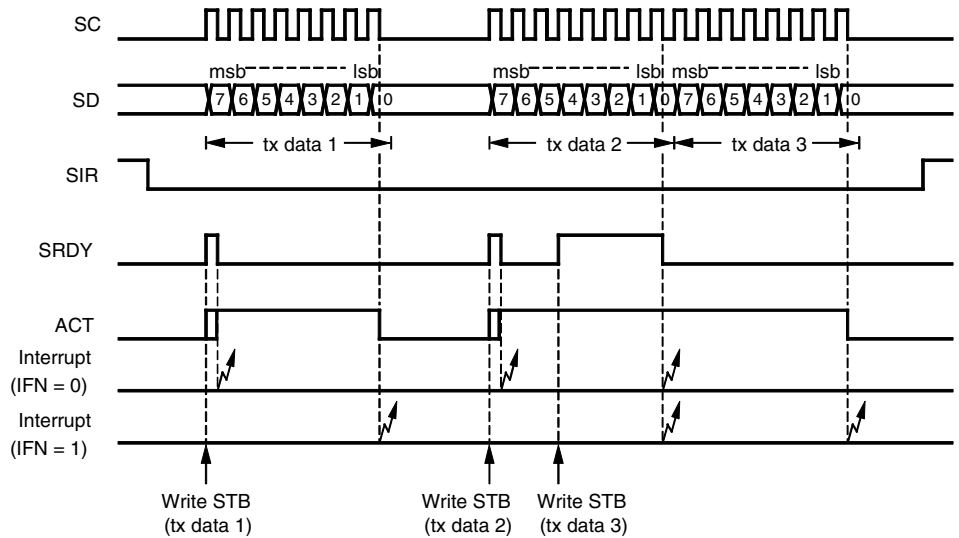 SC
msb lsb msb lsb msb lsb
SD 7 6 5 4 3 2 1 0 7 6 5 4 3 2 1 0 7 6 5 4 3 2 1 0
tx data 1 tx data 2 tx data 3
SIR
SRDY
ACT
Interrupt
(IFN = 0)
Interrupt
(IFN = 1)
Write STB Write STB Write STB
(tx data 1) (tx data 2) (tx data 3)